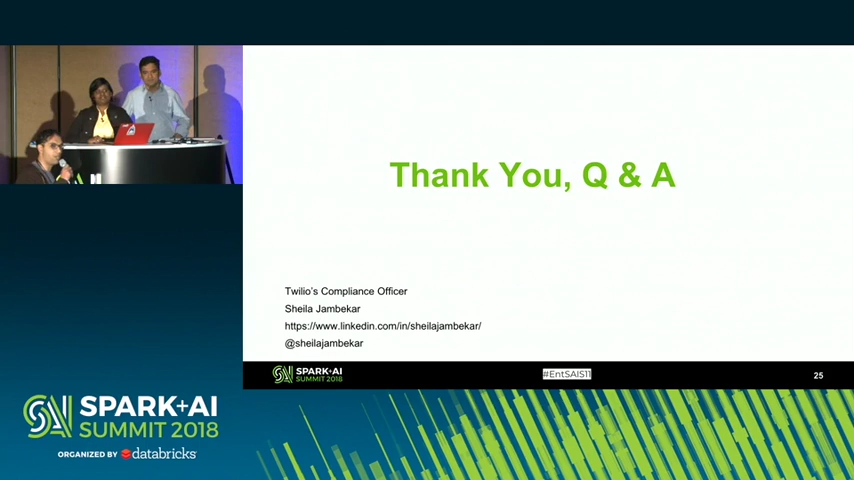 Thank You, Q & A
Twilio's Compliance Officer
Sheila Jambekar
https://www.linkedin.com/in/sheilajambekar/
@sheilajambekar
SPARK+AI
SUMMIT 2018
#EntSAIS11
25
SPARK+AI
SUMMIT 2018
ORGANIZED BY databricks